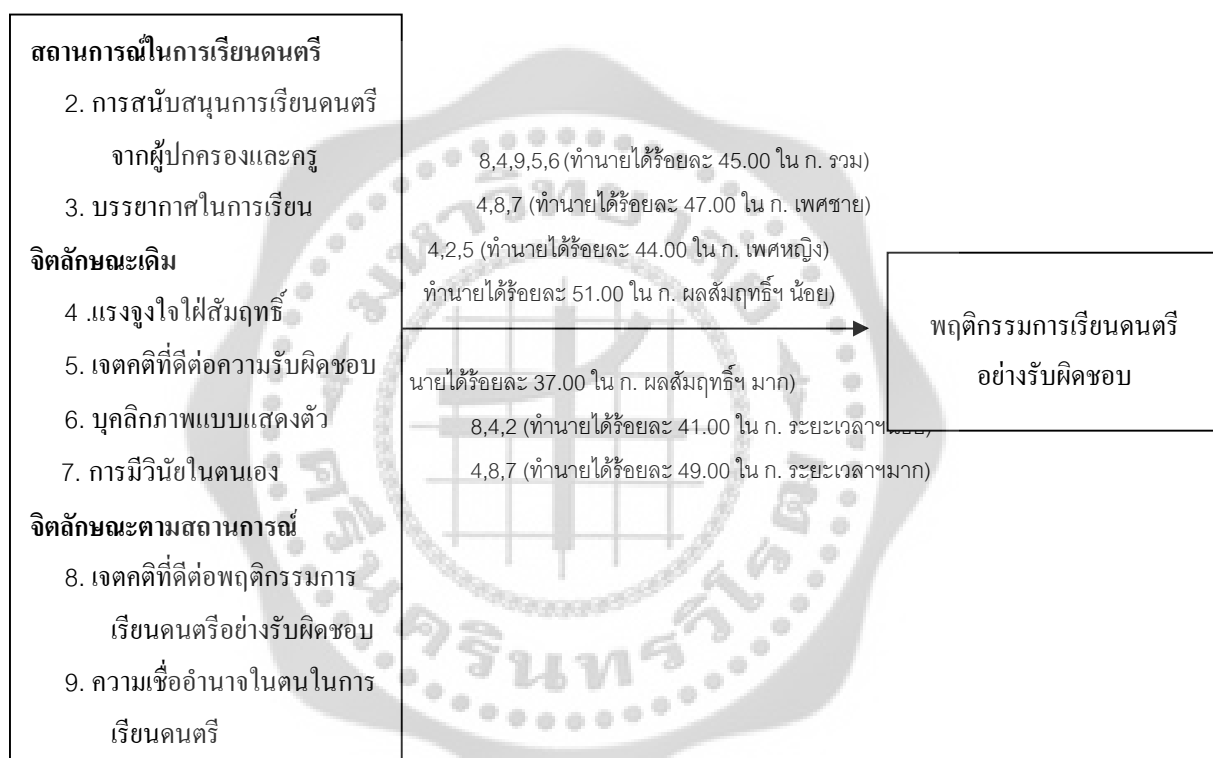 สถานการณ์ในการเรียนดนตรี
2. การสนับสนุนการเรียนดนตรี
จากผู้ปกครองและครู
3. บรรยากาศในการเรียน
จิตลักษณะเดิม
4 .แรงจูงใจใฝ่สัมฤทธิ์
5. เจตคติที่ดีต่อความรับผิดชอบ
6. บุคลิกภาพแบบแสดงตัว
7. การมีวินัยในตนเอง
จิตลักษณะตามสถานการณ์
8. เจตคติที่ดีต่อพฤติกรรมการ
เรียนดนตรีอย่างรับผิดชอบ
9. ความเชื่ออำนาจในตนในการ
เรียนดนตรี
8,4,9,5,6 (ทำนายได้ร้อยละ 45.00 ใน ก. รวม)
4,8,7 (ทำนายได้ร้อยละ 47.00 ใน ก. เพศชาย)
4,2,5 (ทำนายได้ร้อยละ 44.00 ใน ก. เพศหญิง)
ทำนายได้ร้อยละ 51.00 ใน ก. ผลสัมฤทธิ์ฯ น้อย)
นายได้ร้อยละ 37.00 ใน ก. ผลสัมฤทธิ์ฯ มาก)
8,4,2 (ทำนายได้ร้อยละ 41.00 ใน ก. ระยะเวลาฯน้อย)
4,8,7 (ทำนายได้ร้อยละ 49.00 ใน ก. ระยะเวลาฯมาก)
พฤติกรรมการเรียนดนตรี
อย่างรับผิดชอบ
มหาวิทยาลัย
ศรีนครินทรวิโรฒ